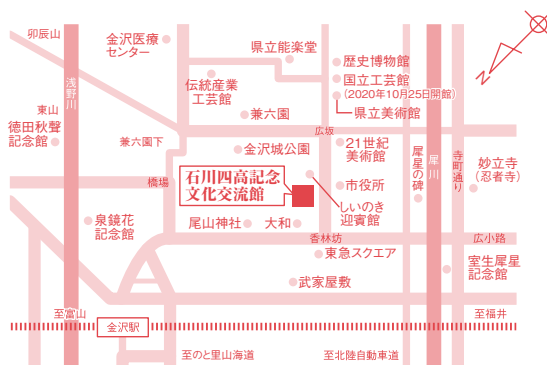 卯辰山
金沢医療
センター
県立能楽堂
歴史博物館
国立工芸館
(2020年10月25日開館)
県立美術館
伝統産業
工芸館
浅野川
東山
徳田秋聲
記念館
兼六園
兼六園下
広坂
金沢城公園
21世紀
美術館
犀星の碑
犀川
寺町通り
妙立寺
(忍者寺)
橋場
石川四高記念
文化交流館
市役所
しいのき
迎賓館
泉鏡花
記念館
尾山神社
大和
香林坊
広小路
東急スクエア
室生犀星
記念館
武家屋敷
至富山
金沢駅
至福井
至のと里山海道
至北陸自動車道
N